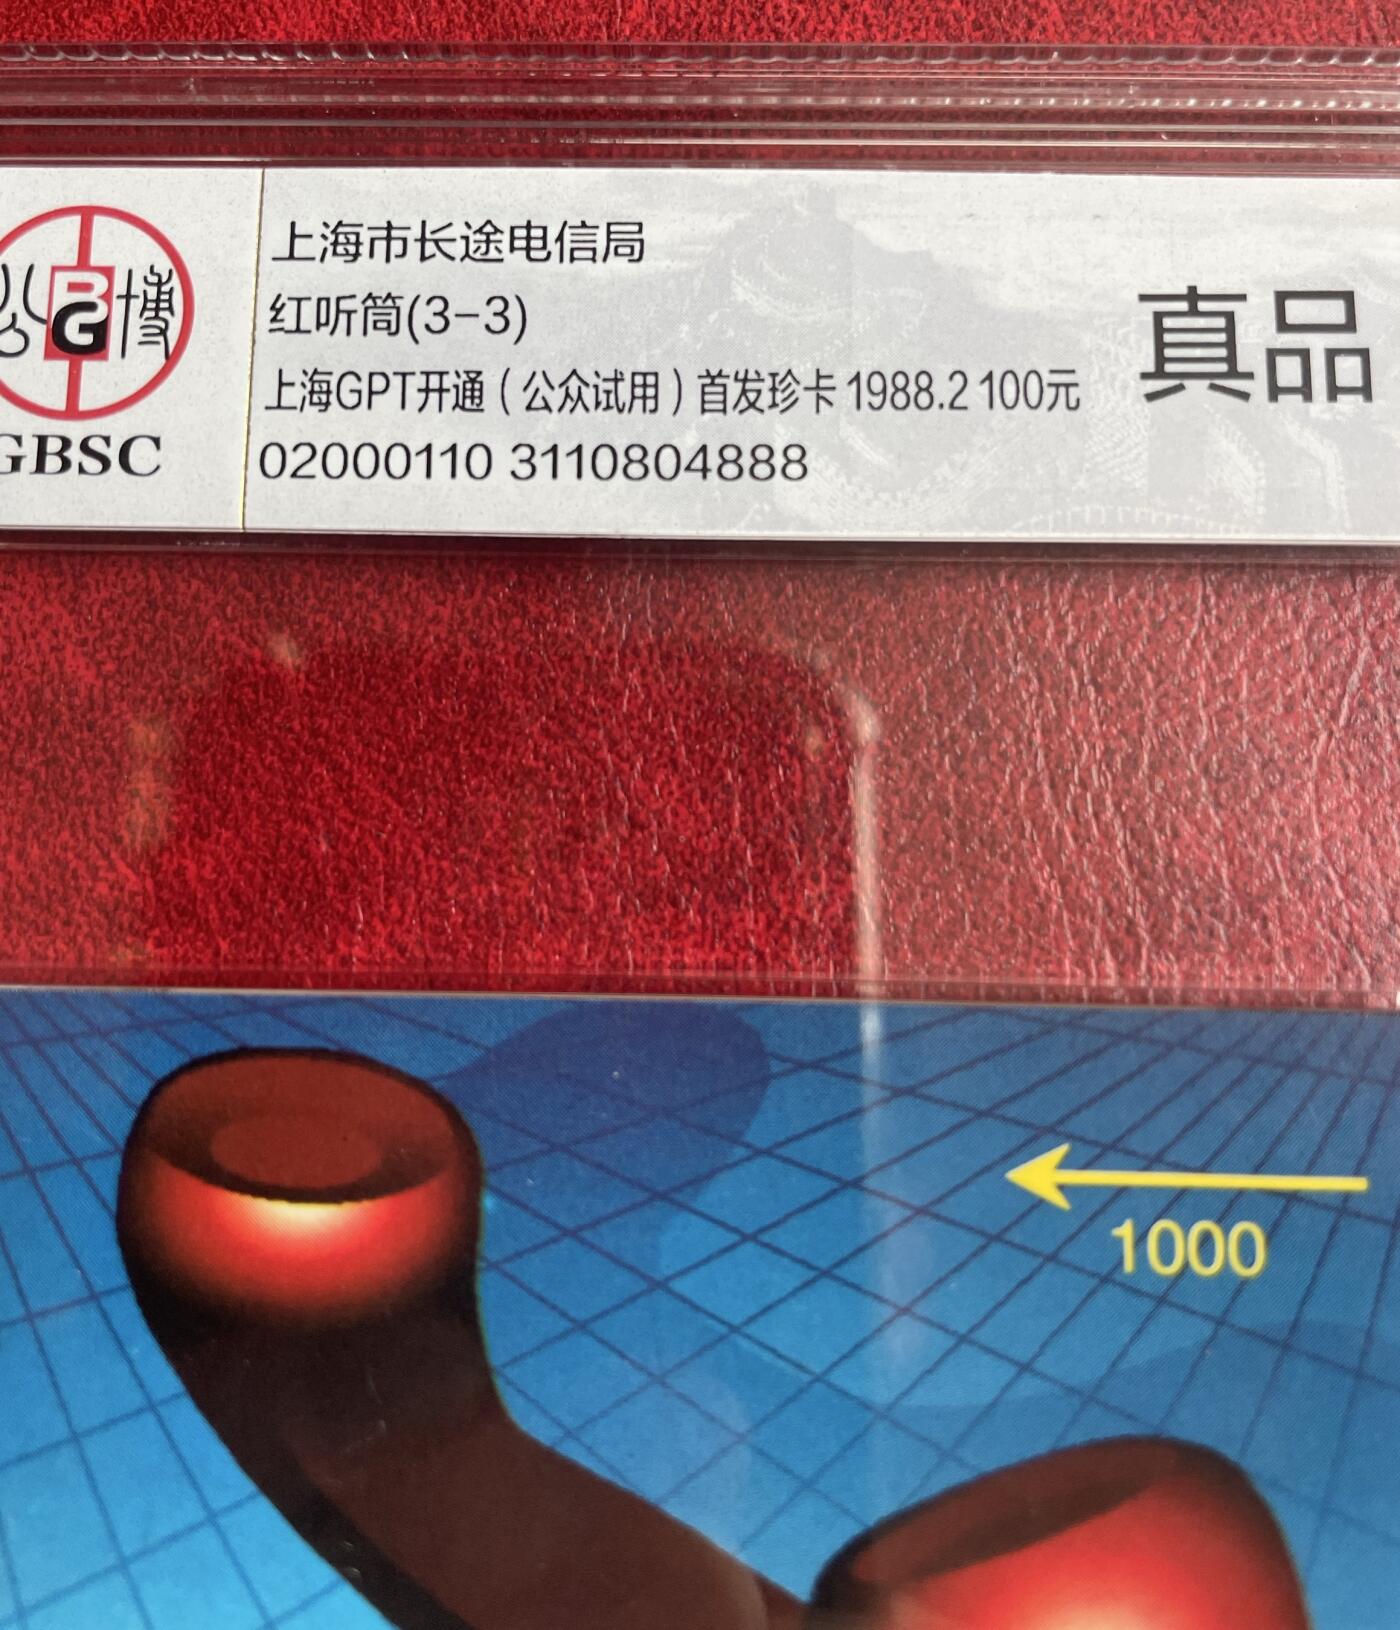 公博
BG
GBSC
上海市长途电信局
红听筒(3-3)
上海GPT开通(公众试用)首发珍卡 1988.2 100元
02000110 3110804888
真品
1000